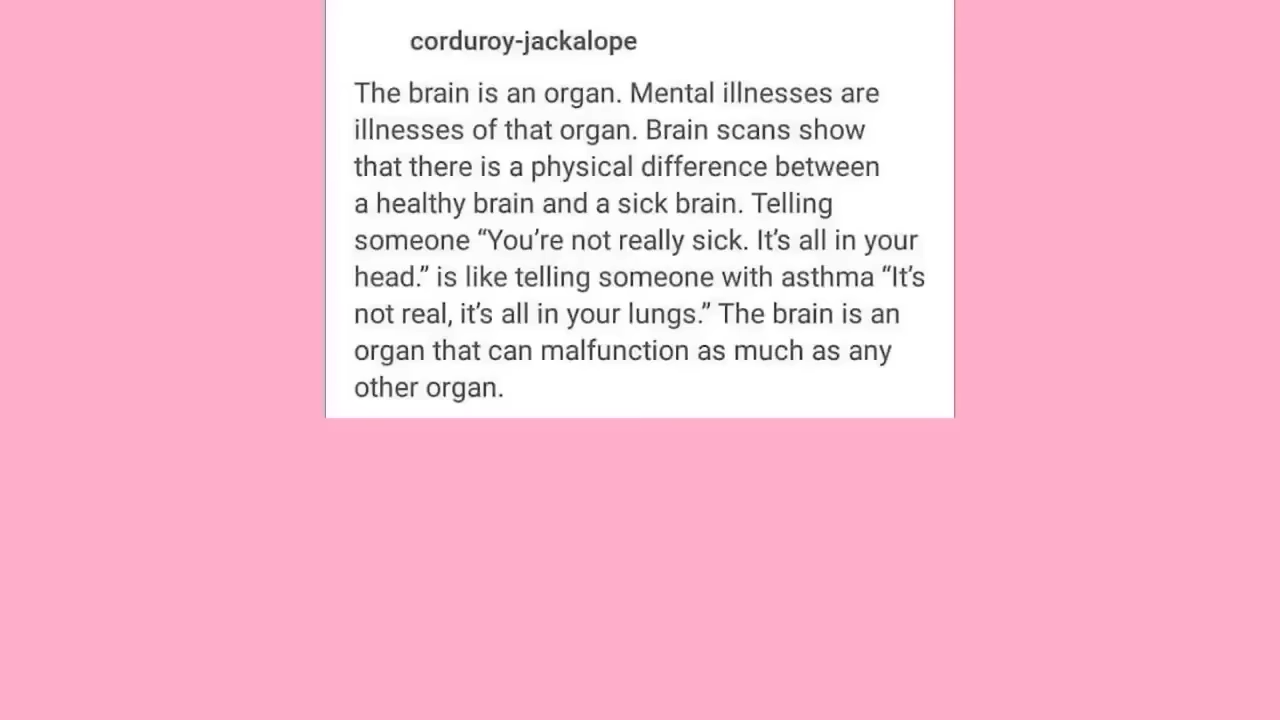 corduroy-jackalope
The brain is an organ. Mental illnesses are
illnesses of that organ. Brain scans show
that there is a physical difference between
a healthy brain and a sick brain. Telling
someone “You’re not really sick. It’s all in your
head.” is like telling someone with asthma “It’s
not real, it’s all in your lungs.” The brain is an
organ that can malfunction as much as any
other organ.